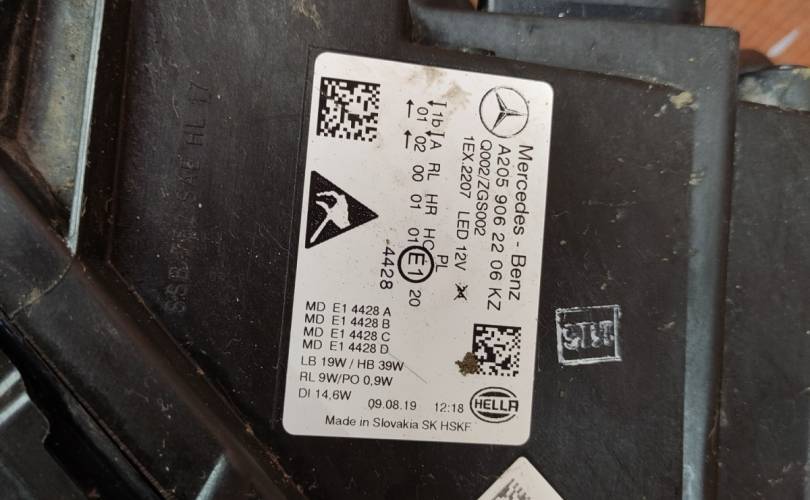 Mercedes - Benz
A205 906 22 06 KZ
Q002/ZGS002
1EX.2207 LED 12V
PL
1b A RL HR HC
01 02 00 01 01
E1
20
4428
MD E1 4428 A
MD E1 4428 B
MD E1 4428 C
MD E1 4428 D
LB 19W / HB 39W
RL 9W/PO 0,9W
DI 14,6W
09.08.19 12:18
HELLA
Made in Slovakia SK HSKF